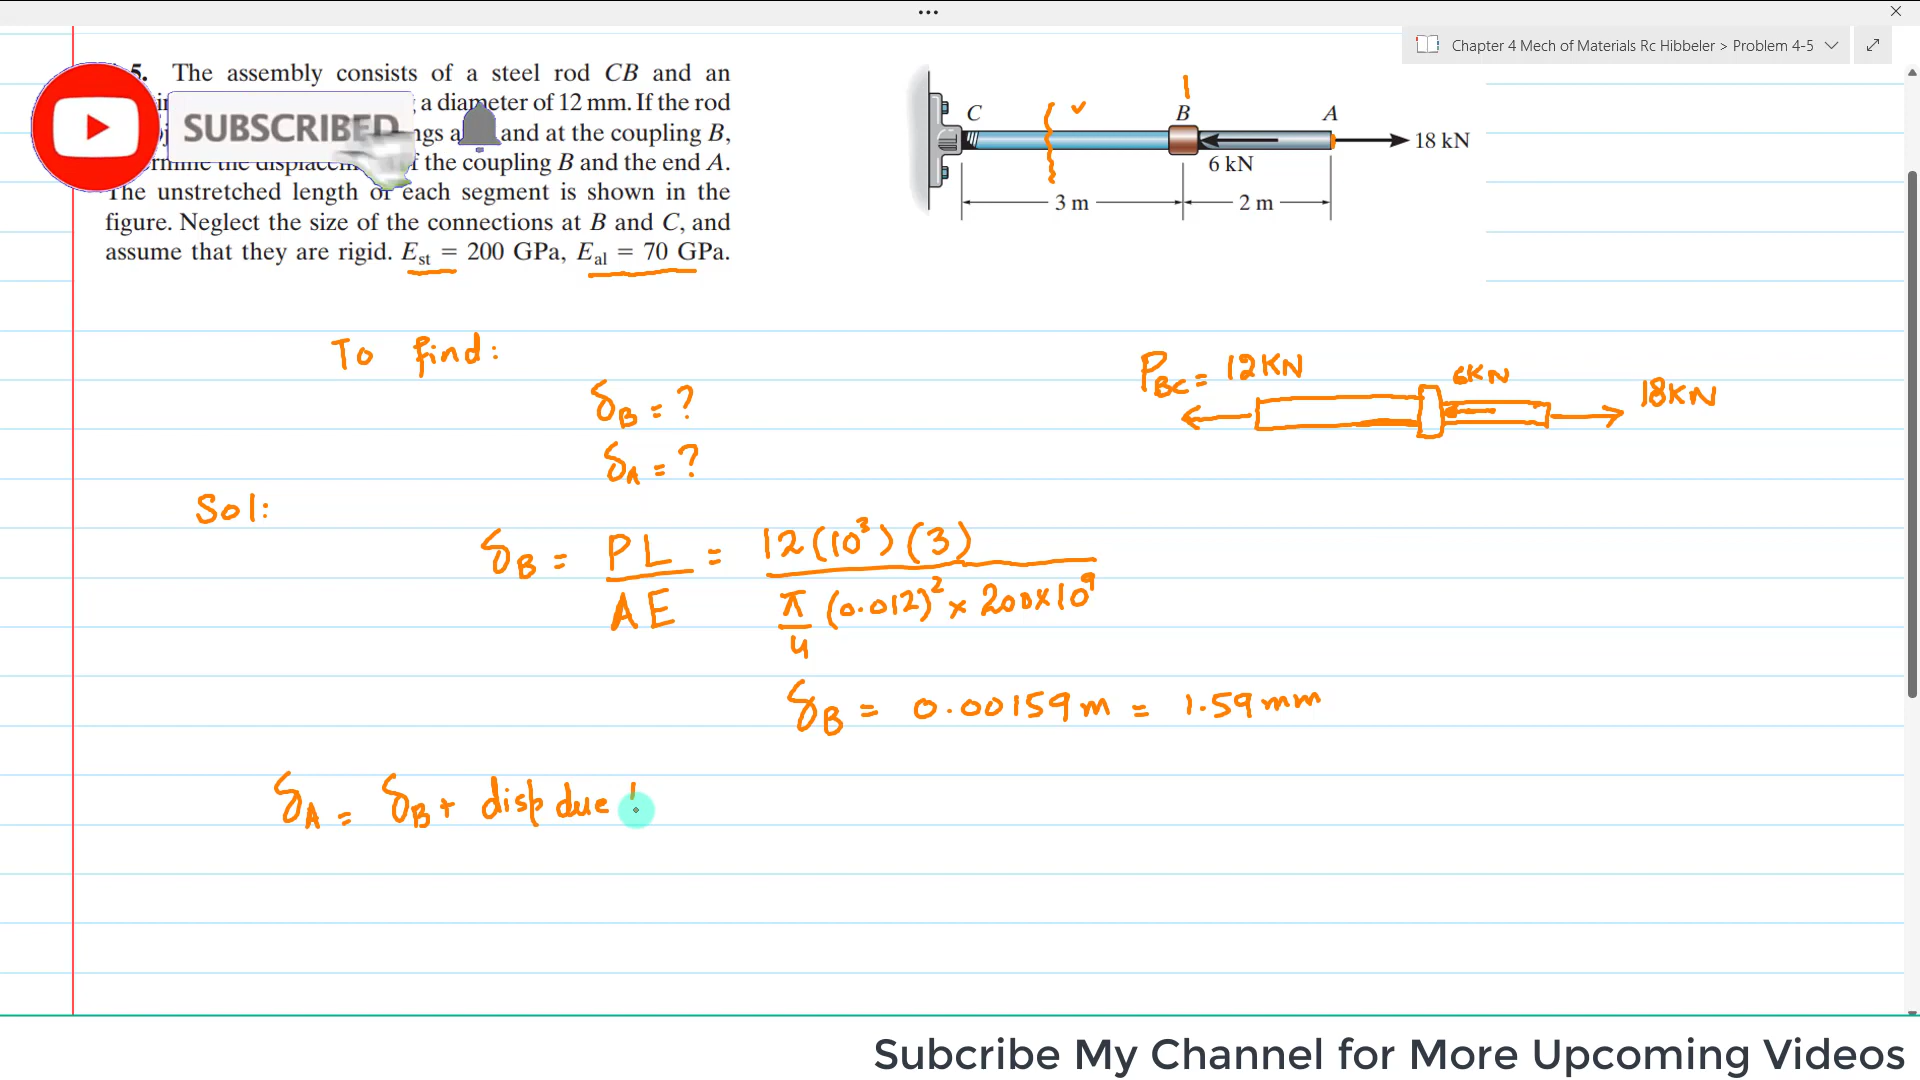 Chapter 4 Mech of Materials Rc Hibbeler > Problem 4-5
5. The assembly consists of a steel rod CB and an
a diameter of 12 mm. If the rod
SUBSCRIBED
and at the coupling B,
f the coupling B and the end A.
The unstretched length of each segment is shown in the
figure. Neglect the size of the connections at B and C, and
assume that they are rigid. Est = 200 GPa, Eal = 70 GPa.
C
B
A
18 kN
6 kN
3 m
2 m
To find:
δB = ?
δA = ?
PBC = 12KN
6KN
18KN
Sol:
δB = PL/AE = 12(10³)(3) / π/4 (0.012)² × 200×10⁹
δB = 0.00159m = 1.59mm
δA = δB + disp due
Subcribe My Channel for More Upcoming Videos